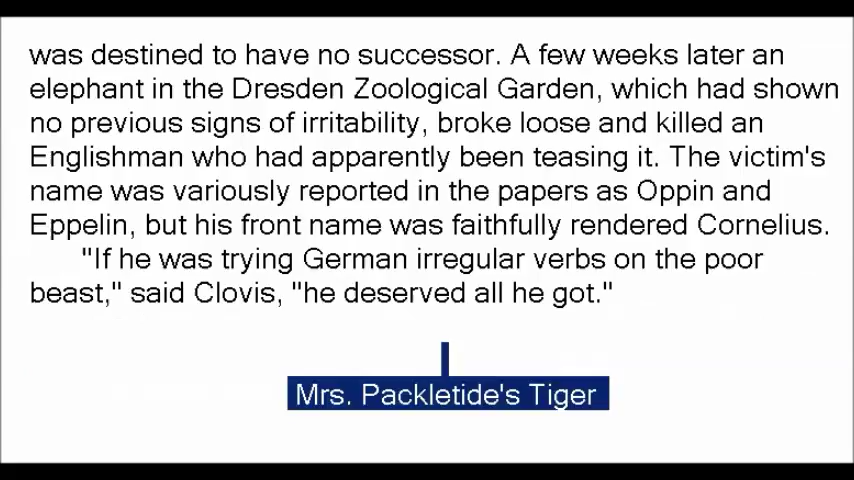 was destined to have no successor. A few weeks later an
elephant in the Dresden Zoological Garden, which had shown
no previous signs of irritability, broke loose and killed an
Englishman who had apparently been teasing it. The victim's
name was variously reported in the papers as Oppin and
Eppelin, but his front name was faithfully rendered Cornelius.
"If he was trying German irregular verbs on the poor
beast," said Clovis, "he deserved all he got."
Mrs. Packletide's Tiger